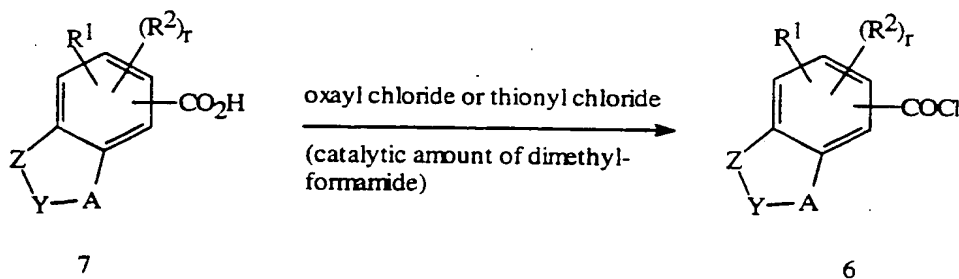 R¹ (R²)r
CO₂H
Z
Y A
7
oxayl chloride or thionyl chloride
(catalytic amount of dimethyl-
formamide)
R¹ (R²)r
COCl
Z
Y A
6